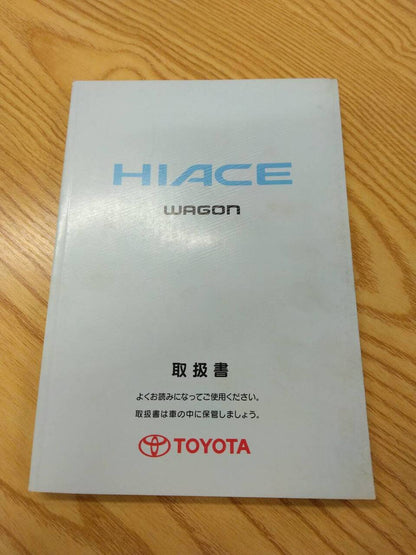 HIACE
WAGON
取扱書
よくお読みになってご使用ください。
取扱書は車の中に保管しましょう。
TOYOTA